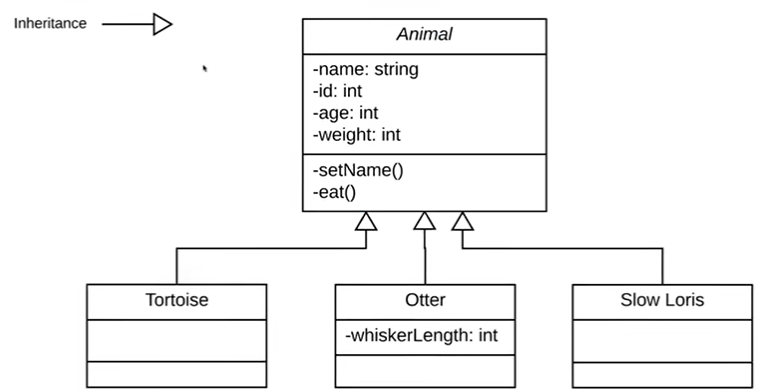 Inheritance
Animal
-name: string
-id: int
-age: int
-weight: int
-setName()
-eat()
Tortoise
Otter
-whiskerLength: int
Slow Loris